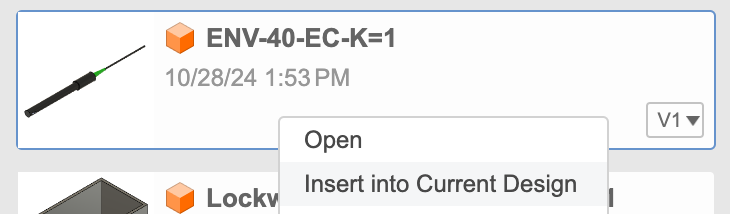 ENV-40-EC-K=1
10/28/24 1:53 PM
V1
Open
Insert into Current Design